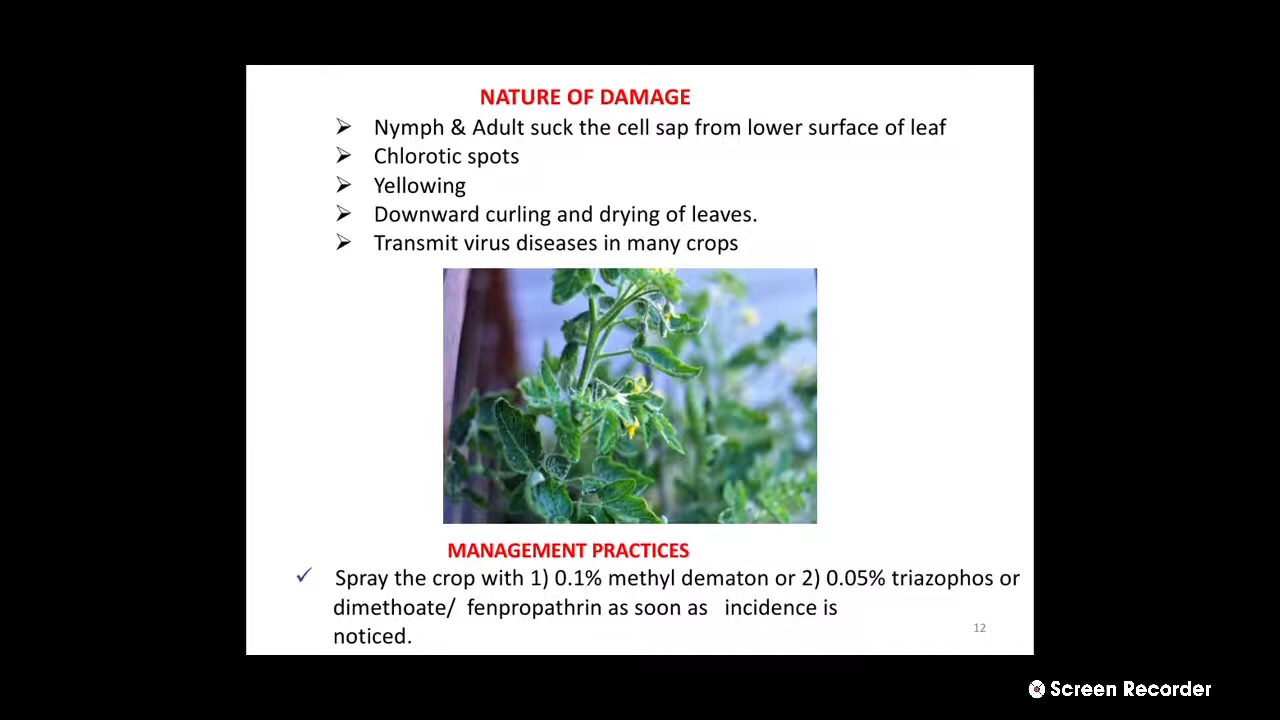 NATURE OF DAMAGE
➢ Nymph & Adult suck the cell sap from lower surface of leaf
➢ Chlorotic spots
➢ Yellowing
➢ Downward curling and drying of leaves.
➢ Transmit virus diseases in many crops
MANAGEMENT PRACTICES
✓ Spray the crop with 1) 0.1% methyl dematon or 2) 0.05% triazophos or
dimethoate/ fenpropathrin as soon as incidence is
noticed.
12
Screen Recorder